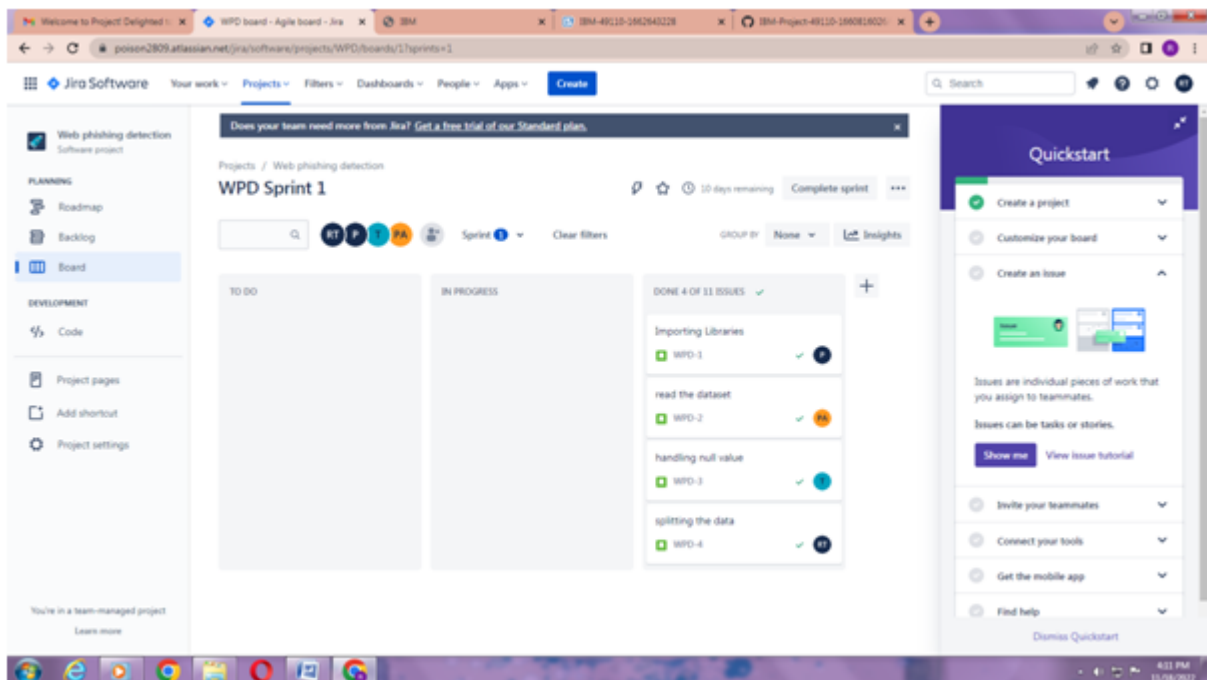 Welcome to Project! Delighted t
WPD board - Agile board - Jira
IBM
IBM-49110-1662640228
IBM-Project-49110-1660816026
poison2809.atlassian.net/jira/software/projects/WPD/boards/1?sprints=1
Jira Software
Your work
Projects
Filters
Dashboards
People
Apps
Create
Search
RT
Web phishing detection
Software project
PLANNING
Roadmap
Backlog
Board
DEVELOPMENT
Code
Project pages
Add shortcut
Project settings
You're in a team-managed project
Learn more
Does your team need more from Jira? Get a free trial of our Standard plan.
Projects / Web phishing detection
WPD Sprint 1
10 days remaining
Complete sprint
RT P T PA
Sprint 1
Clear filters
GROUP BY None
Insights
TO DO
IN PROGRESS
DONE 4 OF 11 ISSUES
Importing Libraries
WPD-1 P
read the dataset
WPD-2 PA
handling null value
WPD-3 T
splitting the data
WPD-4 RT
Quickstart
Create a project
Customize your board
Create an issue
Issue
Issues are individual pieces of work that
you assign to teammates.
Issues can be tasks or stories.
Show me
View issue tutorial
Invite your teammates
Connect your tools
Get the mobile app
Find help
Dismiss Quickstart
4:11 PM